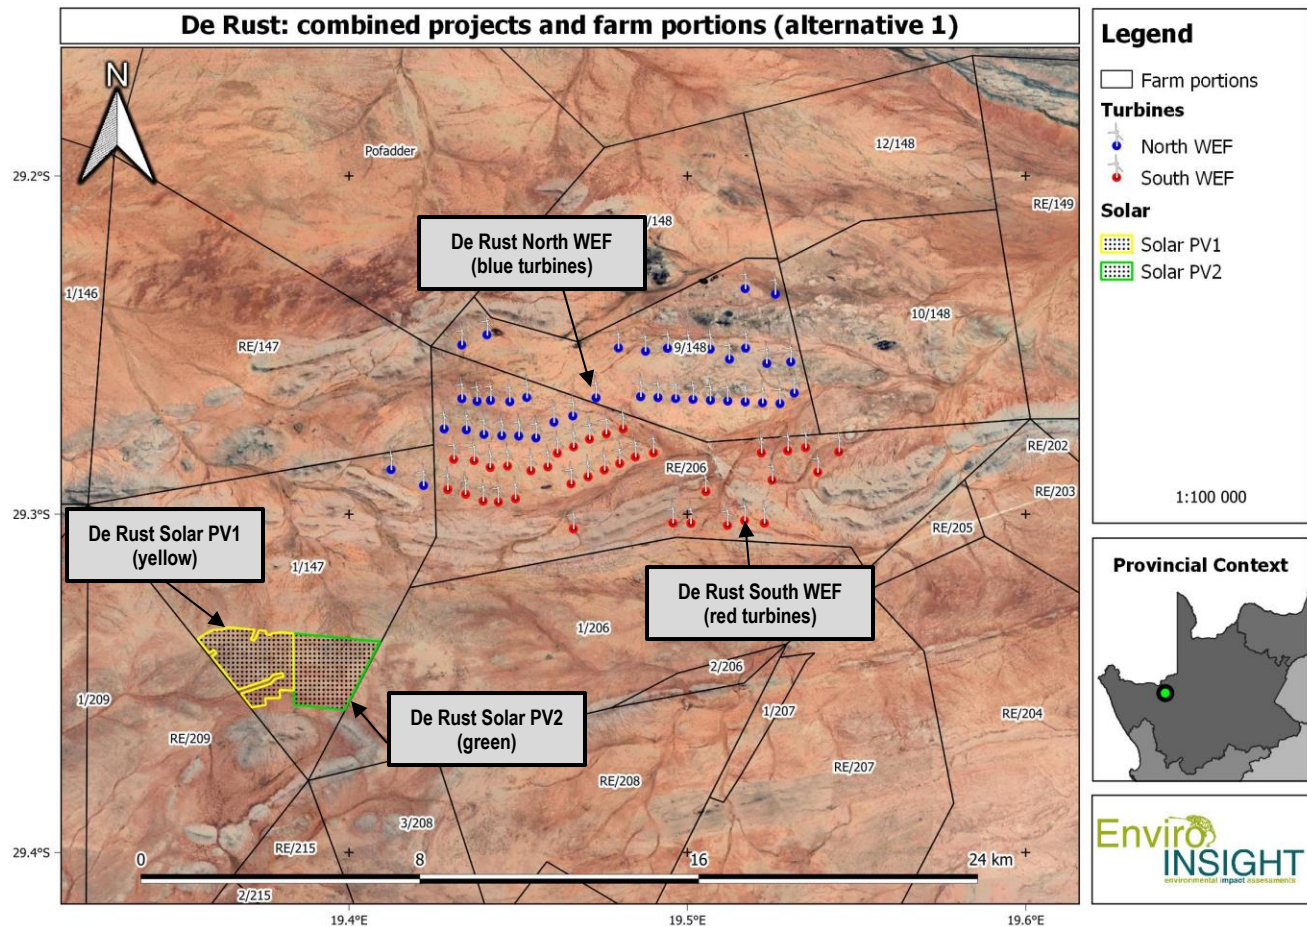 De Rust: combined projects and farm portions (alternative 1)
Legend
Farm portions
Turbines
North WEF
South WEF
Solar
Solar PV1
Solar PV2
1:100 000
Provincial Context
Enviro
INSIGHT
environmental impact assessments
N
Pofadder
12/148
29.2°S
RE/149
/148
De Rust North WEF
(blue turbines)
1/146
10/148
RE/147
9/148
RE/202
RE/206
RE/203
29.3°S
RE/205
De Rust Solar PV1
(yellow)
1/147
De Rust South WEF
(red turbines)
1/206
2/206
1/209
1/207
RE/204
De Rust Solar PV2
(green)
RE/209
RE/208
RE/207
3/208
RE/215
29.4°S
0 8 16 24 km
2/215
19.4°E 19.5°E 19.6°E